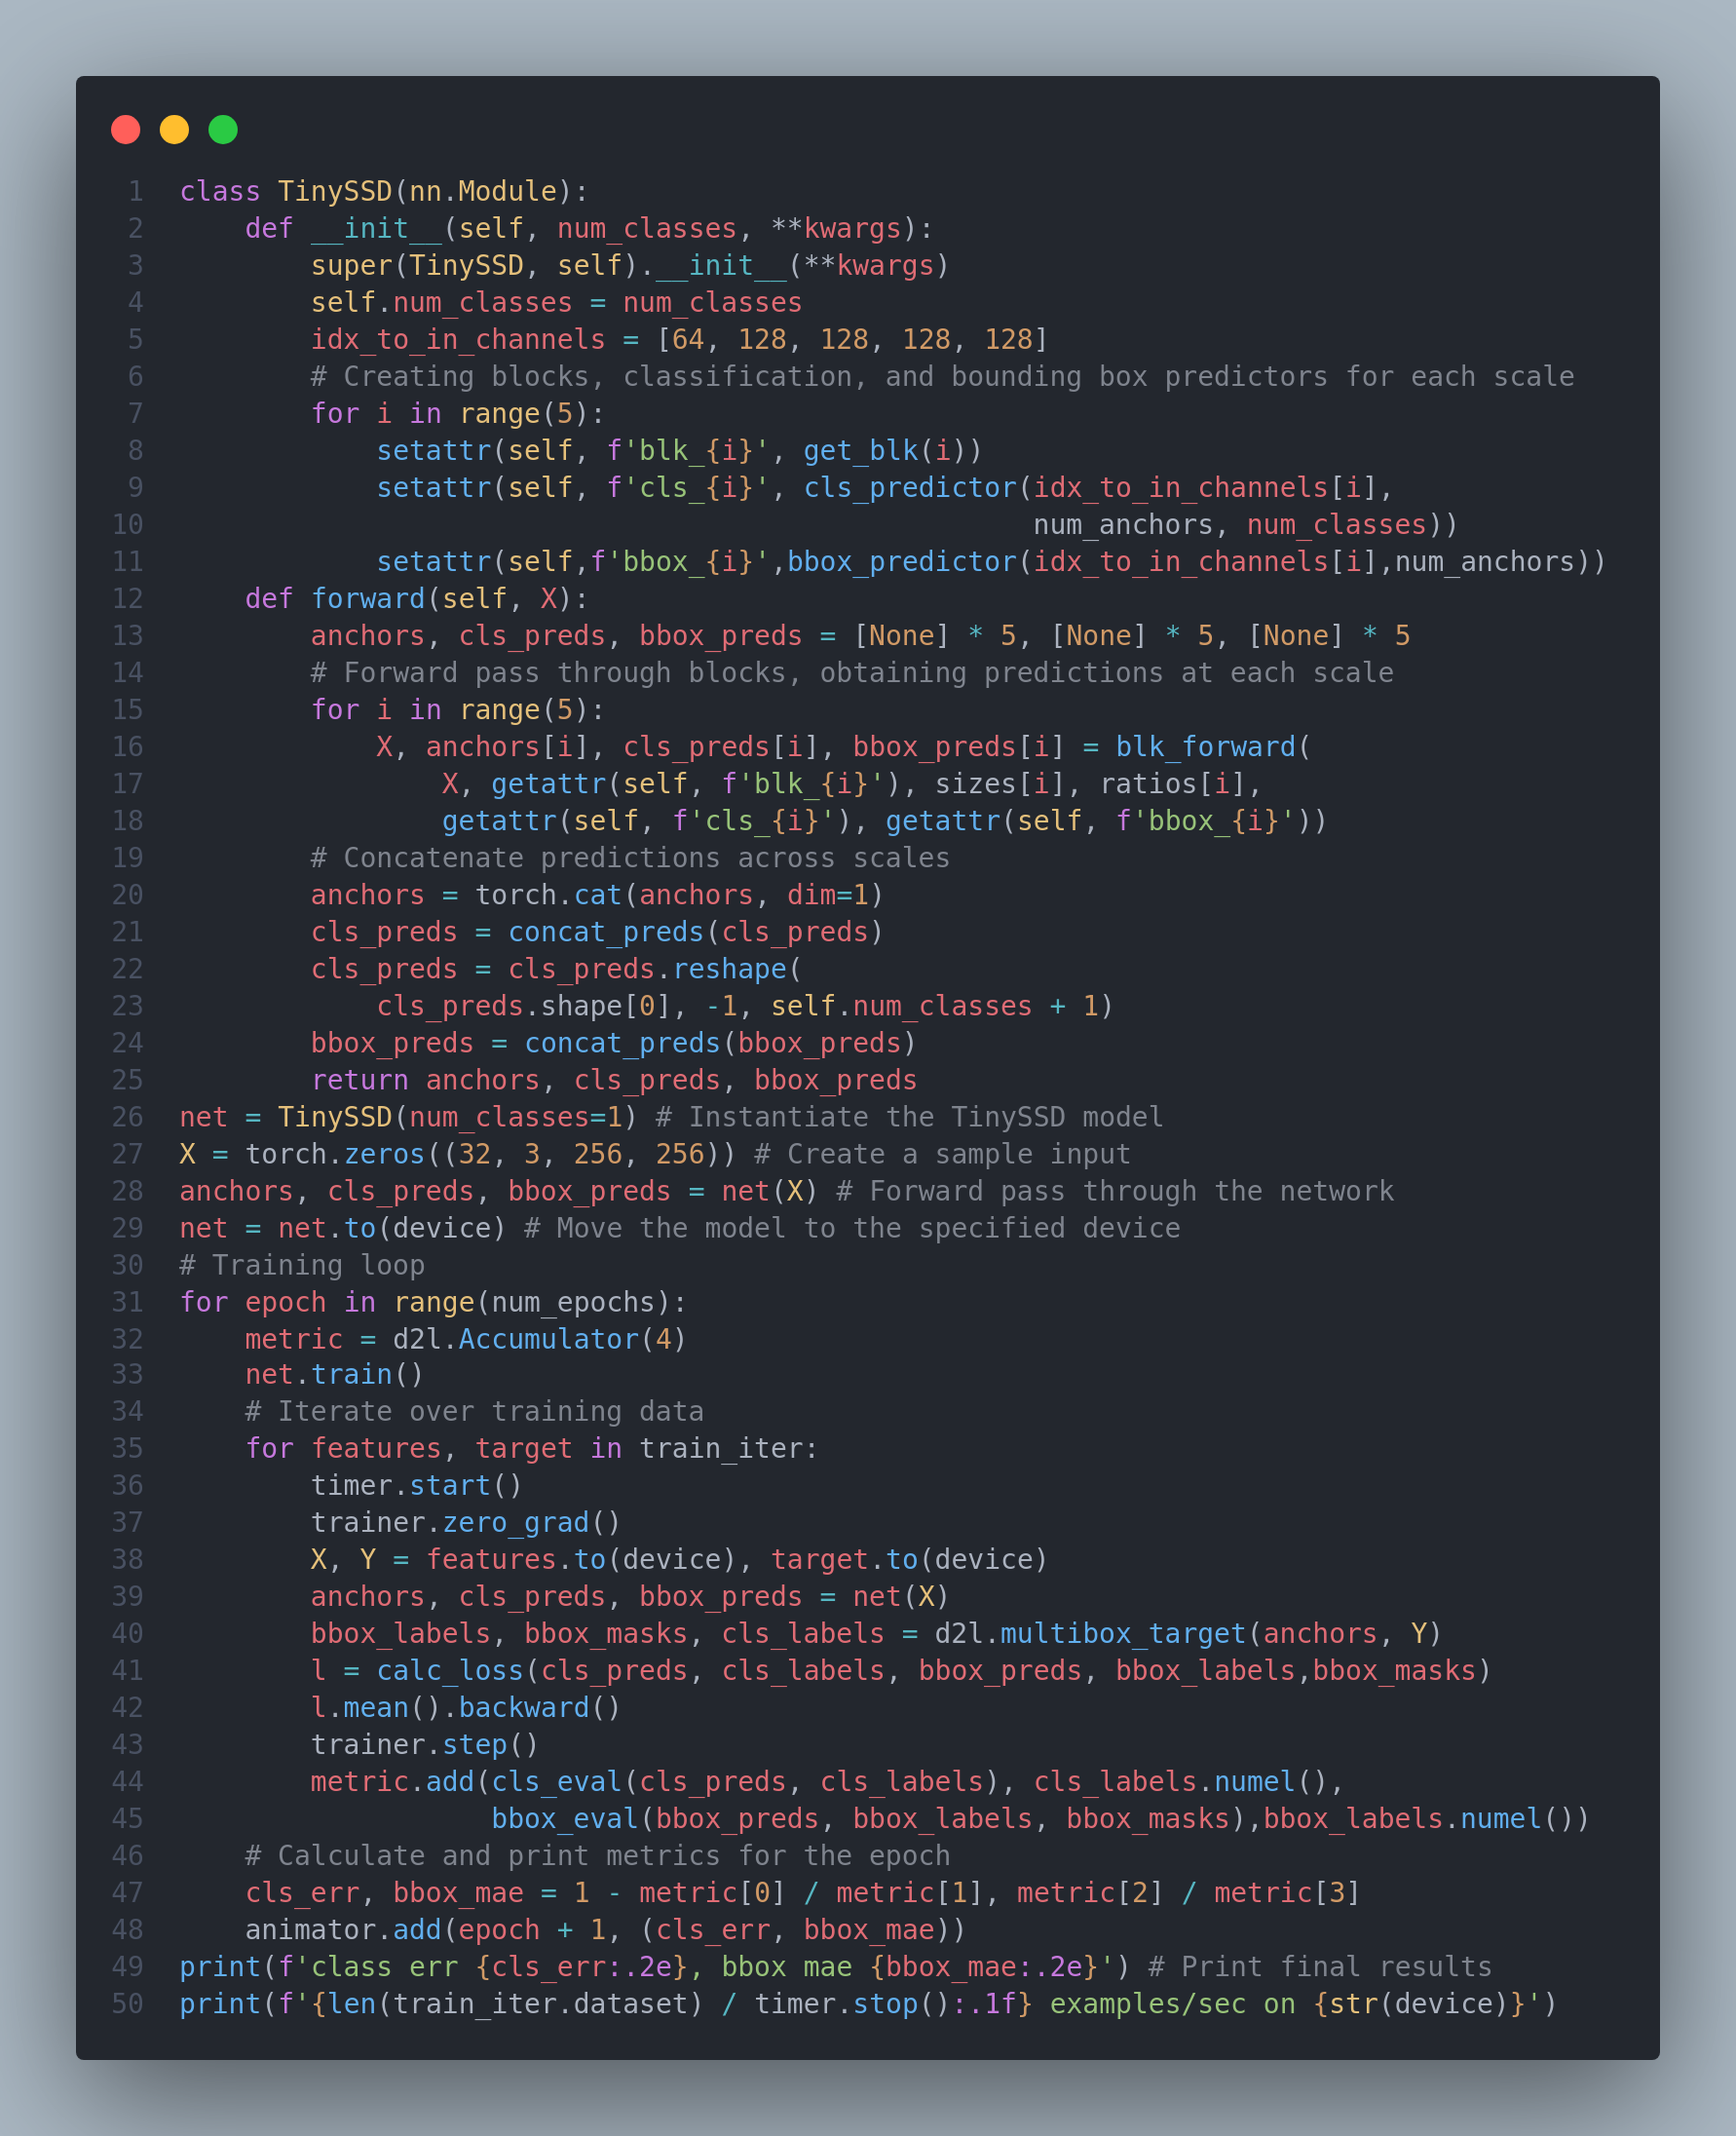 1 class TinySSD(nn.Module):
2     def __init__(self, num_classes, **kwargs):
3         super(TinySSD, self).__init__(**kwargs)
4         self.num_classes = num_classes
5         idx_to_in_channels = [64, 128, 128, 128, 128]
6         # Creating blocks, classification, and bounding box predictors for each scale
7         for i in range(5):
8             setattr(self, f'blk_{i}', get_blk(i))
9             setattr(self, f'cls_{i}', cls_predictor(idx_to_in_channels[i],
10                                                     num_anchors, num_classes))
11             setattr(self,f'bbox_{i}',bbox_predictor(idx_to_in_channels[i],num_anchors))
12     def forward(self, X):
13         anchors, cls_preds, bbox_preds = [None] * 5, [None] * 5, [None] * 5
14         # Forward pass through blocks, obtaining predictions at each scale
15         for i in range(5):
16             X, anchors[i], cls_preds[i], bbox_preds[i] = blk_forward(
17                 X, getattr(self, f'blk_{i}'), sizes[i], ratios[i],
18                 getattr(self, f'cls_{i}'), getattr(self, f'bbox_{i}'))
19         # Concatenate predictions across scales
20         anchors = torch.cat(anchors, dim=1)
21         cls_preds = concat_preds(cls_preds)
22         cls_preds = cls_preds.reshape(
23             cls_preds.shape[0], -1, self.num_classes + 1)
24         bbox_preds = concat_preds(bbox_preds)
25         return anchors, cls_preds, bbox_preds
26 net = TinySSD(num_classes=1) # Instantiate the TinySSD model
27 X = torch.zeros((32, 3, 256, 256)) # Create a sample input
28 anchors, cls_preds, bbox_preds = net(X) # Forward pass through the network
29 net = net.to(device) # Move the model to the specified device
30 # Training loop
31 for epoch in range(num_epochs):
32     metric = d2l.Accumulator(4)
33     net.train()
34     # Iterate over training data
35     for features, target in train_iter:
36         timer.start()
37         trainer.zero_grad()
38         X, Y = features.to(device), target.to(device)
39         anchors, cls_preds, bbox_preds = net(X)
40         bbox_labels, bbox_masks, cls_labels = d2l.multibox_target(anchors, Y)
41         l = calc_loss(cls_preds, cls_labels, bbox_preds, bbox_labels,bbox_masks)
42         l.mean().backward()
43         trainer.step()
44         metric.add(cls_eval(cls_preds, cls_labels), cls_labels.numel(),
45                    bbox_eval(bbox_preds, bbox_labels, bbox_masks),bbox_labels.numel())
46     # Calculate and print metrics for the epoch
47     cls_err, bbox_mae = 1 - metric[0] / metric[1], metric[2] / metric[3]
48     animator.add(epoch + 1, (cls_err, bbox_mae))
49 print(f'class err {cls_err:.2e}, bbox mae {bbox_mae:.2e}') # Print final results
50 print(f'{len(train_iter.dataset) / timer.stop():.1f} examples/sec on {str(device)}')